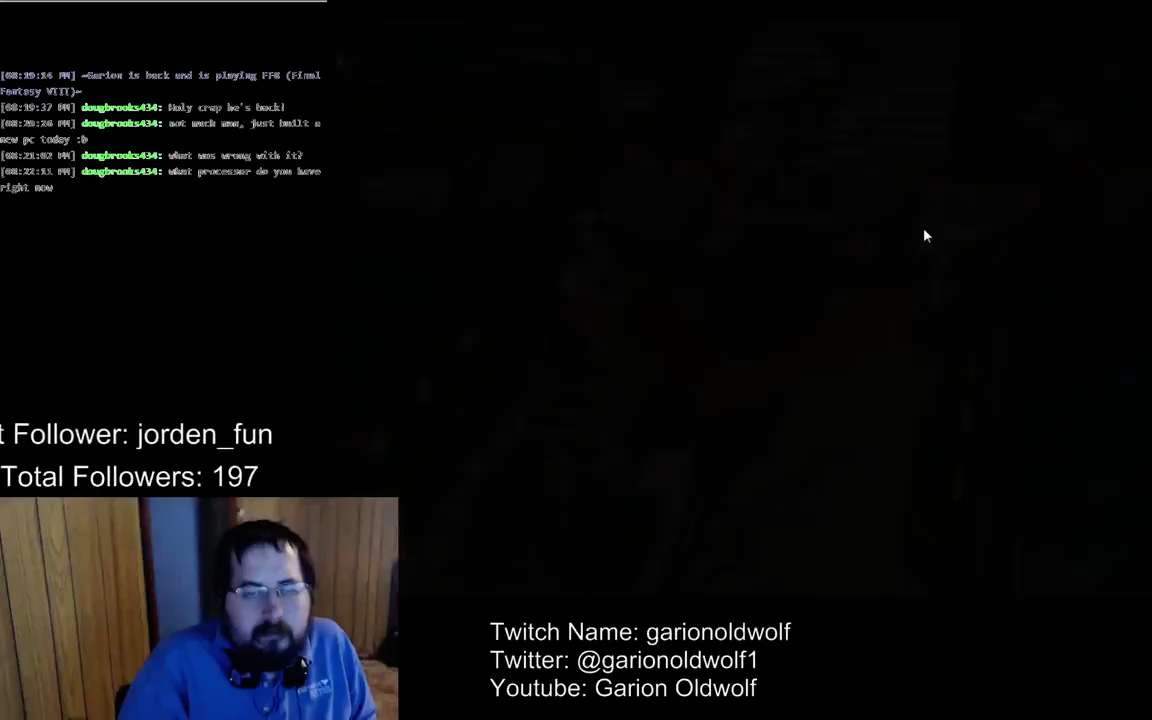 [08:19:14 PM] ~Garion is back and is playing FF8 (Final
Fantasy VIII)~
[08:19:37 PM] dougbrooks434: Holy crap he's back!
[08:20:26 PM] dougbrooks434: not much man, just built a
new pc today :b
[08:21:02 PM] dougbrooks434: what was wrong with it?
[08:22:11 PM] dougbrooks434: what processor do you have
right now
t Follower: jorden_fun
Total Followers: 197
Twitch Name: garionoldwolf
Twitter: @garionoldwolf1
Youtube: Garion Oldwolf